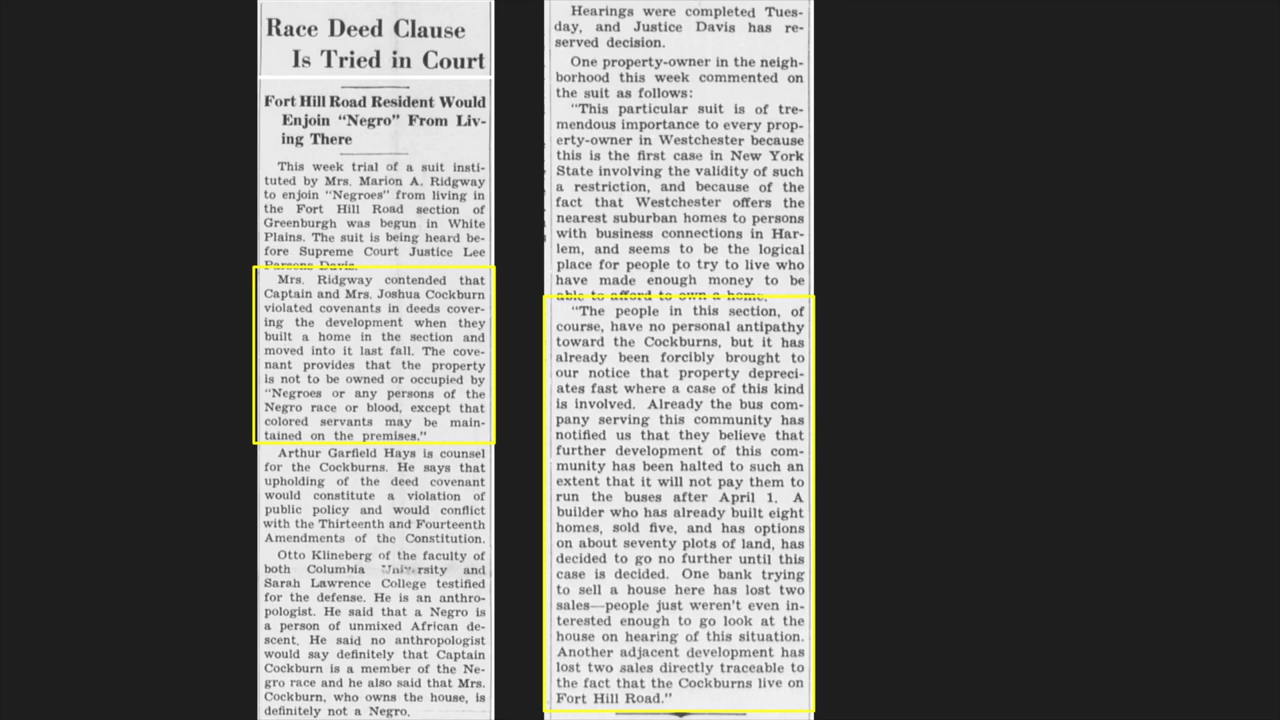 Race Deed Clause
Is Tried in Court
Fort Hill Road Resident Would
Enjoin "Negro" From Liv-
ing There
This week trial of a suit insti-
tuted by Mrs. Marion A. Ridgway
to enjoin "Negroes" from living in
the Fort Hill Road section of
Greenburgh was begun in White
Plains. The suit is being heard be-
fore Supreme Court Justice Lee
Parsons Davis.
Mrs. Ridgway contended that
Captain and Mrs. Joshua Cockburn
violated covenants in deeds cover-
ing the development when they
built a home in the section and
moved into it last fall. The cove-
nant provides that the property
is not to be owned or occupied by
"Negroes or any persons of the
Negro race or blood, except that
colored servants may be main-
tained on the premises."
Arthur Garfield Hays is counsel
for the Cockburns. He says that
upholding of the deed covenant
would constitute a violation of
public policy and would conflict
with the Thirteenth and Fourteenth
Amendments of the Constitution.
Otto Klineberg of the faculty of
both Columbia University and
Sarah Lawrence College testified
for the defense. He is an anthro-
pologist. He said that a Negro is
a person of unmixed African de-
scent. He said no anthropologist
would say definitely that Captain
Cockburn is a member of the Ne-
gro race and he also said that Mrs.
Cockburn, who owns the house, is
definitely not a Negro.
Hearings were completed Tues-
day, and Justice Davis has re-
served decision.
One property-owner in the neigh-
borhood this week commented on
the suit as follows:
"This particular suit is of tre-
mendous importance to every prop-
erty-owner in Westchester because
this is the first case in New York
State involving the validity of such
a restriction, and because of the
fact that Westchester offers the
nearest suburban homes to persons
with business connections in Har-
lem, and seems to be the logical
place for people to try to live who
have made enough money to be
able to afford to own a home.
"The people in this section, of
course, have no personal antipathy
toward the Cockburns, but it has
already been forcibly brought to
our notice that property depreci-
ates fast where a case of this kind
is involved. Already the bus com-
pany serving this community has
notified us that they believe that
further development of this com-
munity has been halted to such an
extent that it will not pay them to
run the buses after April 1. A
builder who has already built eight
homes, sold five, and has options
on about seventy plots of land, has
decided to go no further until this
case is decided. One bank trying
to sell a house here has lost two
sales—people just weren't even in-
terested enough to go look at the
house on hearing of this situation.
Another adjacent development has
lost two sales directly traceable to
the fact that the Cockburns live on
Fort Hill Road."